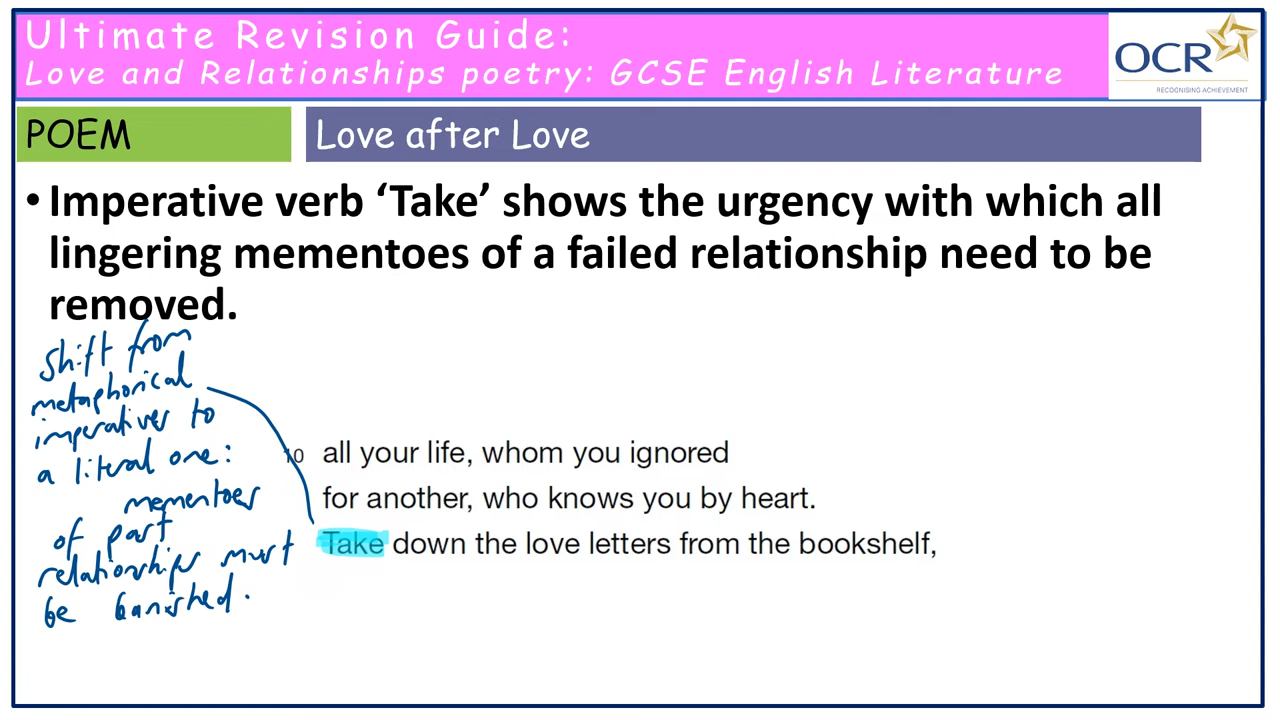 Ultimate Revision Guide:
Love and Relationships poetry: GCSE English Literature
OCR
RECOGNISING ACHIEVEMENT
POEM
Love after Love
• Imperative verb ‘Take’ shows the urgency with which all
lingering mementoes of a failed relationship need to be
removed.
Shift from
metaphorical
imperatives to
a literal one:
mementoes
of past
relationships must
be banished.
10 all your life, whom you ignored
for another, who knows you by heart.
Take down the love letters from the bookshelf,